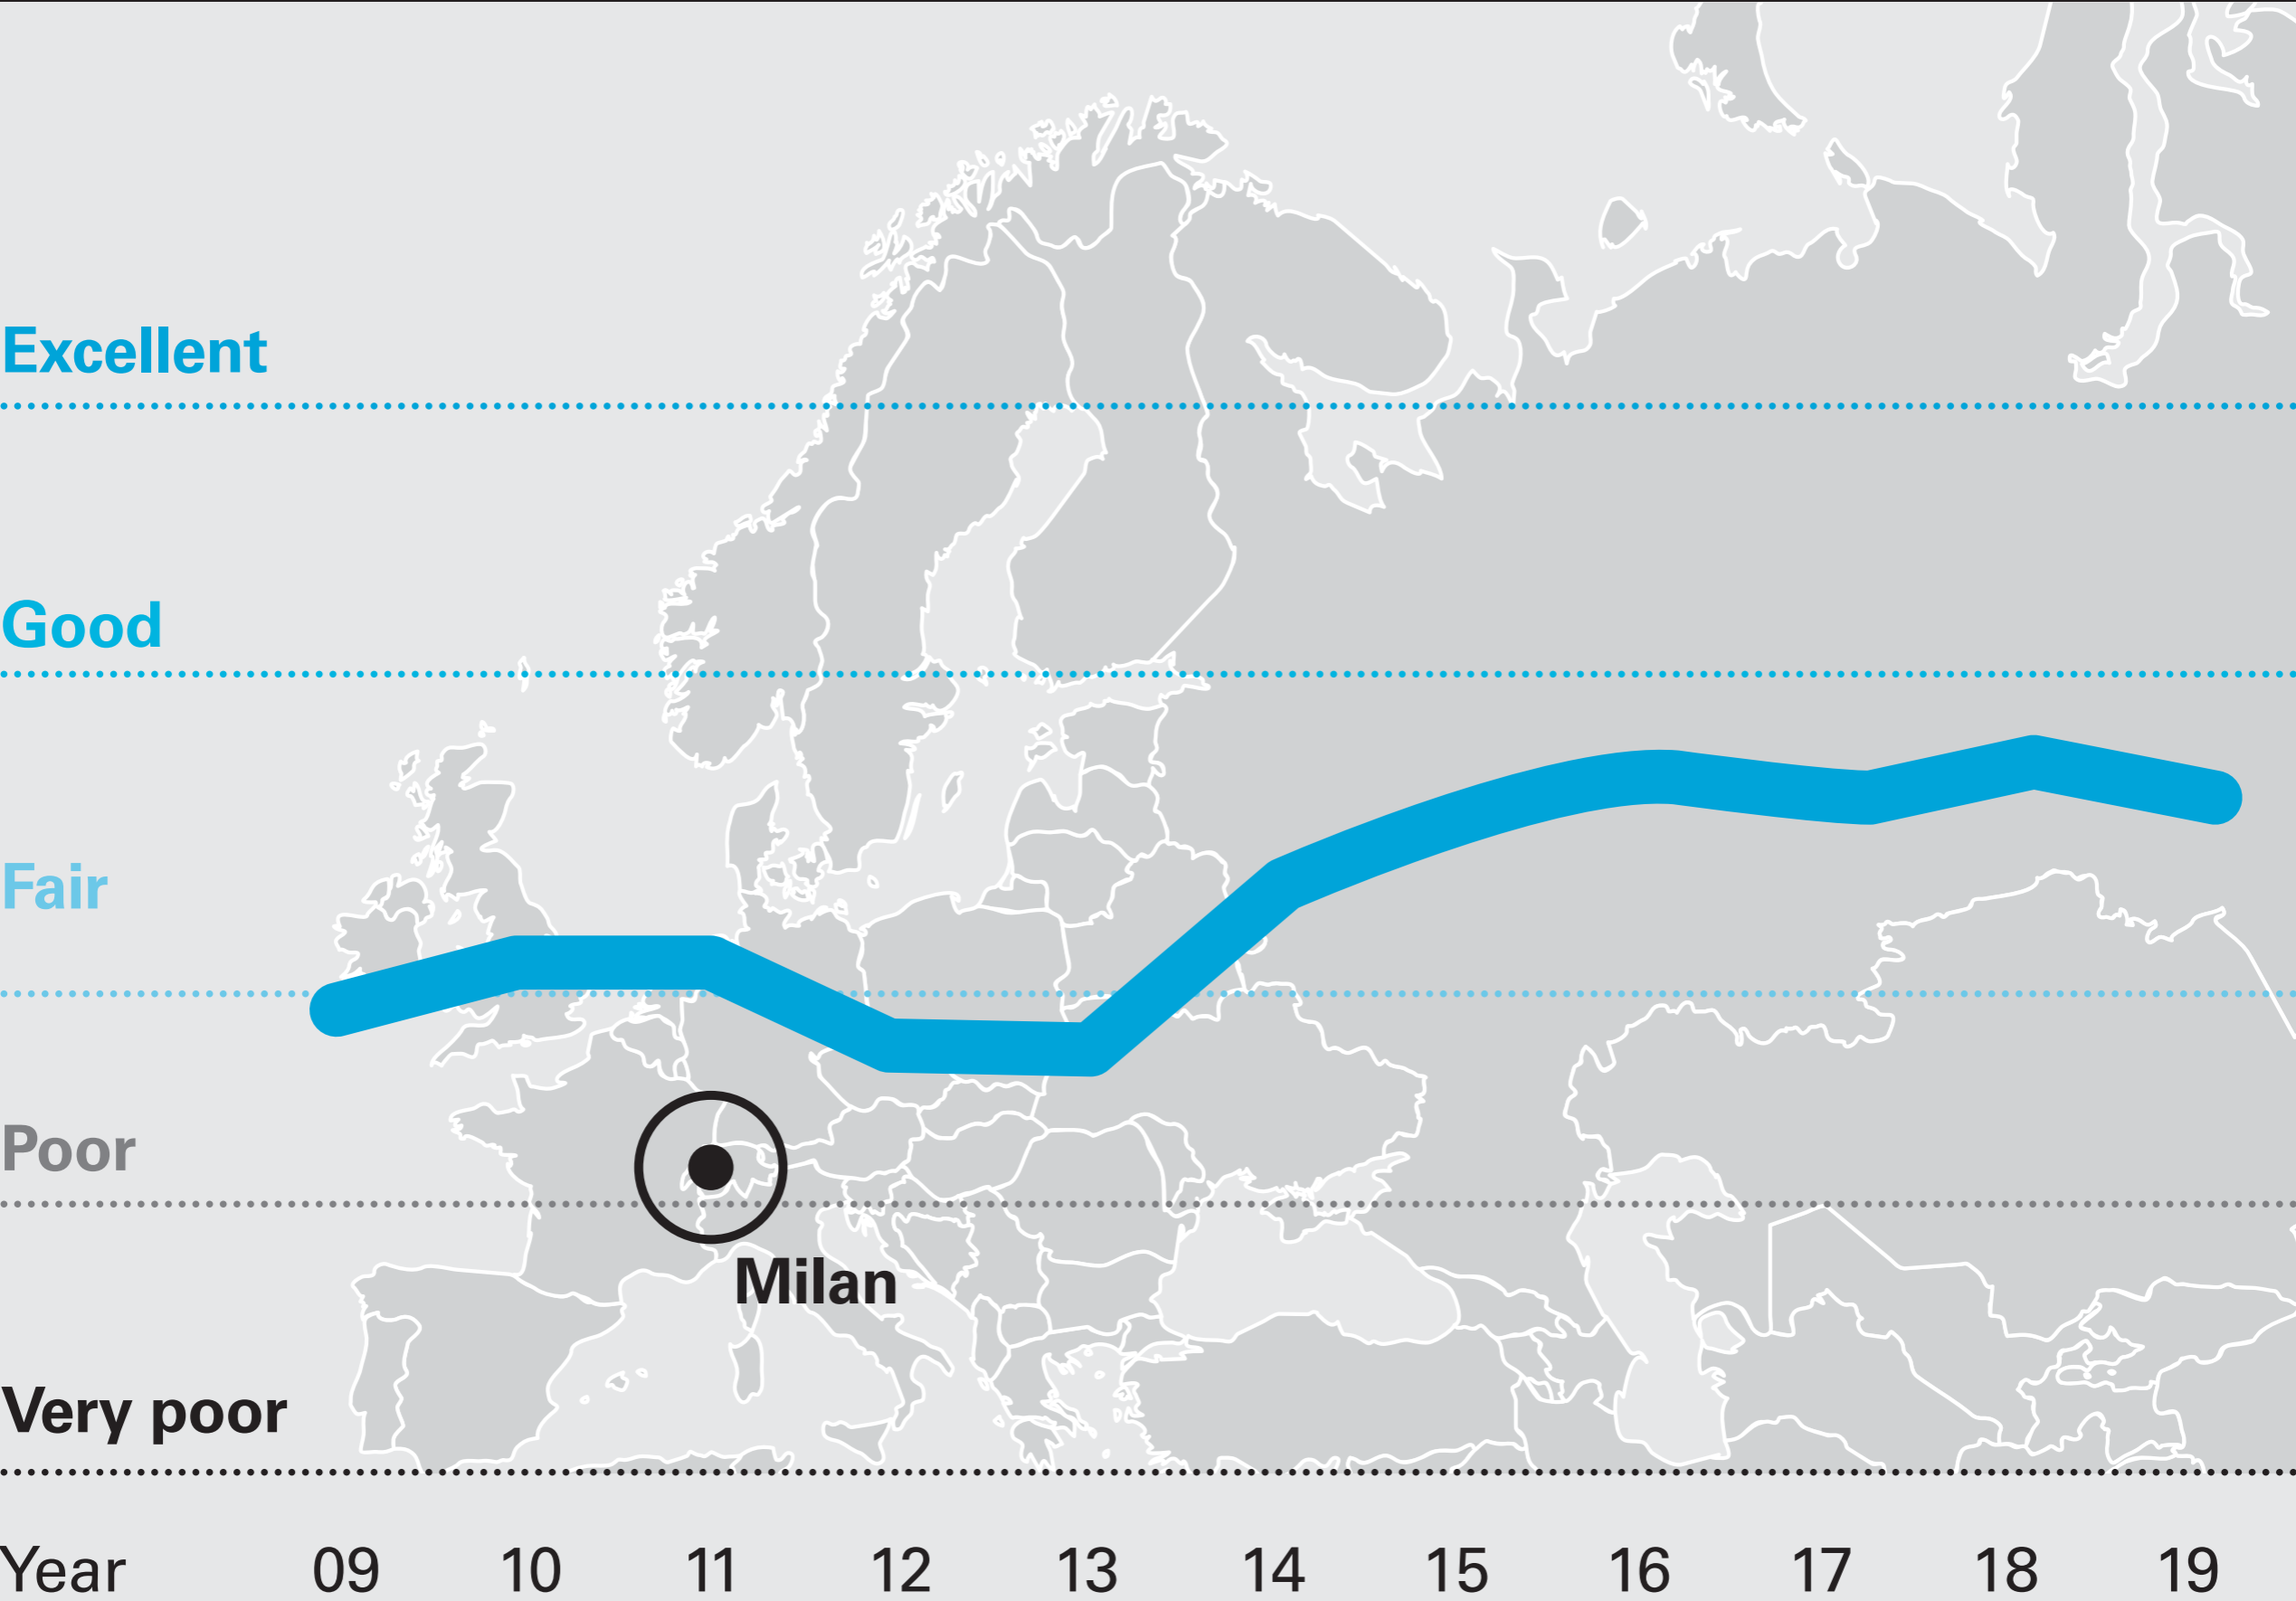 Excellent
Good
Fair
Poor
Milan
Very poor
Year 09 10 11 12 13 14 15 16 17 18 19